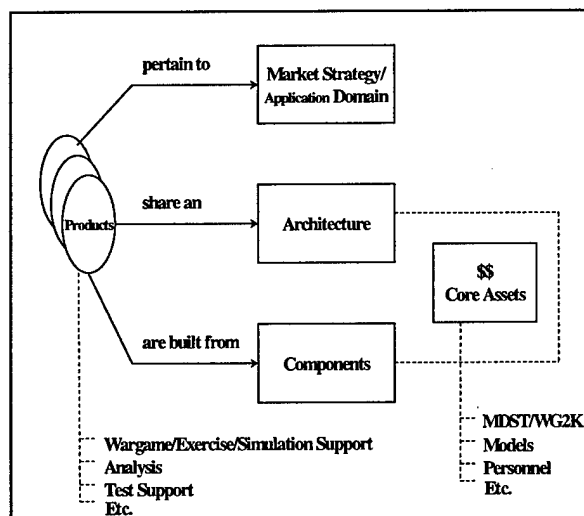 pertain to
Market Strategy/
Application Domain
Products
share an
Architecture
$$
Core Assets
are built from
Components
MDST/WG2K
Models
Personnel
Etc.
Wargame/Exercise/Simulation Support
Analysis
Test Support
Etc.